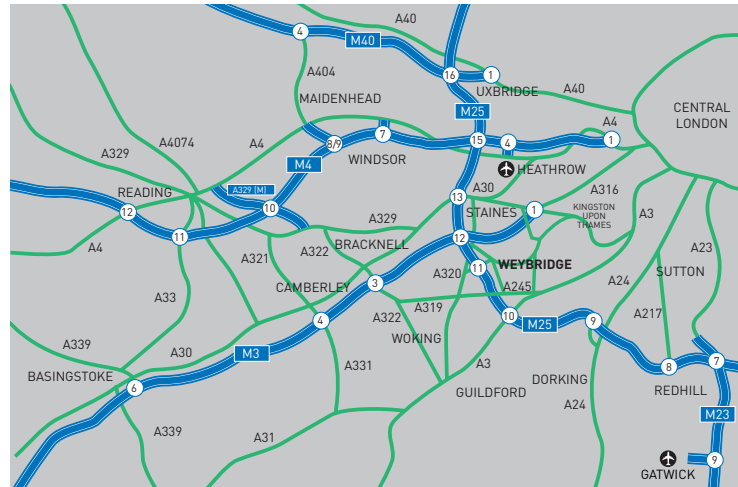 A40
4
M40
A404
16
1
UXBRIDGE
A40
MAIDENHEAD
M25
CENTRAL
LONDON
A4
A329
A4074
A4
8/9
7
15
4
1
M4
WINDSOR
HEATHROW
READING
A329 (M)
A30
A316
12
10
13
STAINES
1
KINGSTON
UPON
THAMES
A3
A329
11
12
A4
A322
BRACKNELL
A23
A321
WEYBRIDGE
A320
11
SUTTON
A33
CAMBERLEY
3
A245
A24
A322
A319
4
10
M25
9
A217
A339
A30
M3
WOKING
A331
A3
8
7
BASINGSTOKE
6
GUILDFORD
DORKING
REDHILL
A24
M23
A339
A31
9
GATWICK